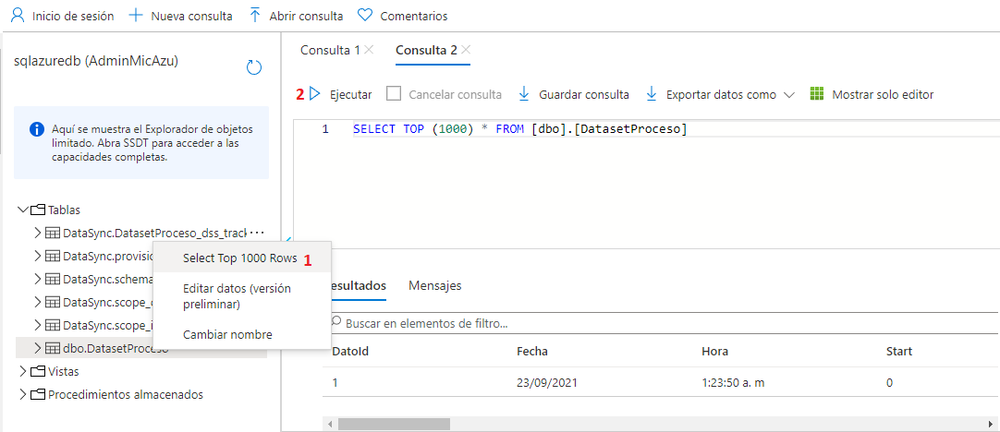 Inicio de sesión Nueva consulta Abrir consulta Comentarios
sqlazuredb (AdminMicAzu)
Aquí se muestra el Explorador de objetos
limitado. Abra SSDT para acceder a las
capacidades completas.
Tablas
DataSync.DatasetProceso_dss_track ...
DataSync.provisio
DataSync.schema
DataSync.scope_
DataSync.scope_i
dbo.DatasetProceso
Vistas
Procedimientos almacenados
Select Top 1000 Rows 1
Editar datos (versión
preliminar)
Cambiar nombre
Consulta 1 Consulta 2
2 Ejecutar Cancelar consulta Guardar consulta Exportar datos como Mostrar solo editor
1 SELECT TOP (1000) * FROM [dbo].[DatasetProceso]
esultados Mensajes
Buscar en elementos de filtro...
DatoId Fecha Hora Start
1 23/09/2021 1:23:50 a. m 0